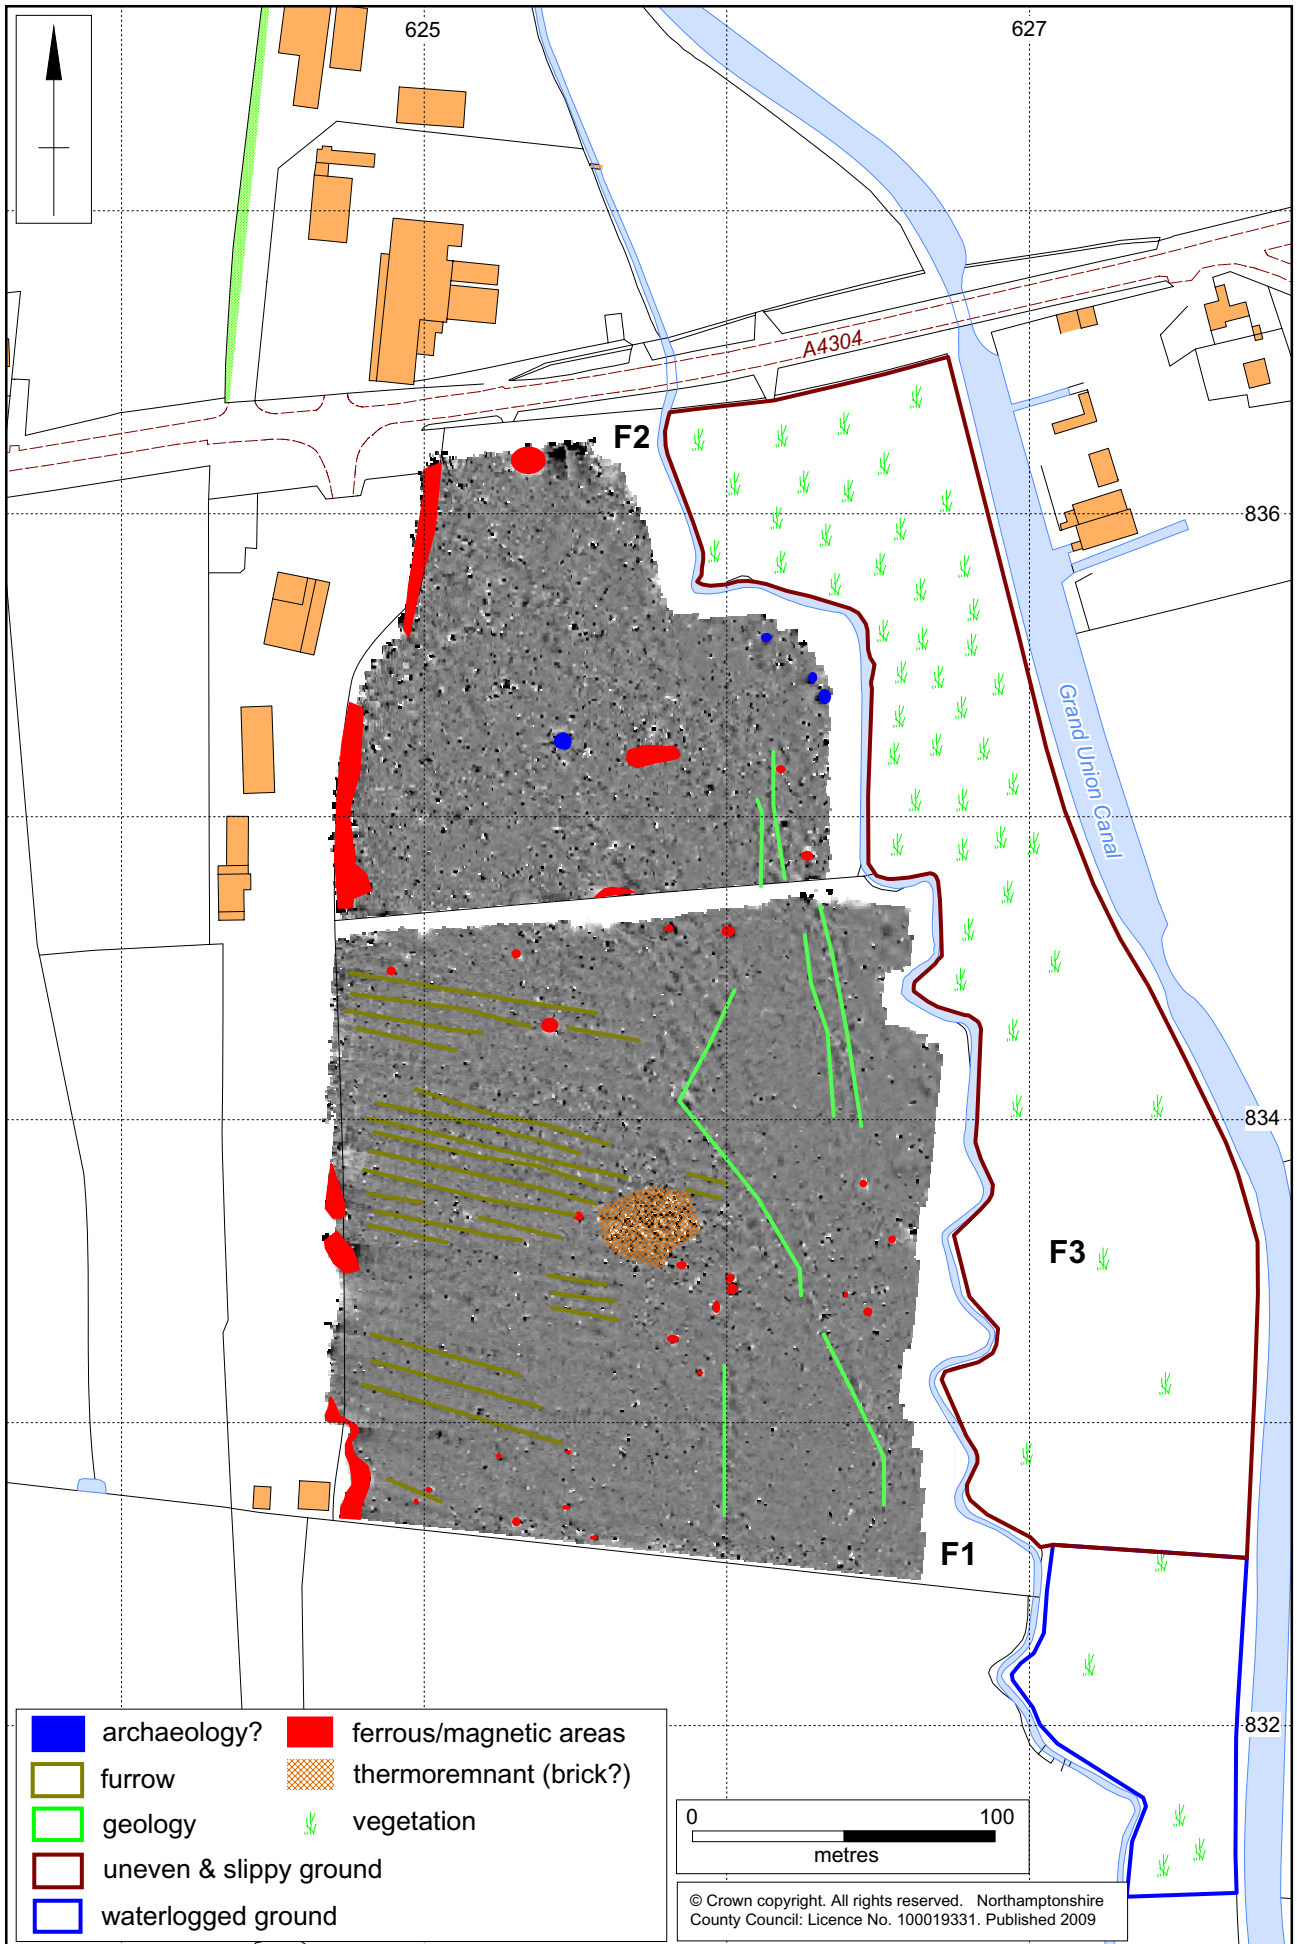 625
627
A4304
F2
836
Grand Union Canal
834
F3
F1
832
archaeology?
ferrous/magnetic areas
furrow
thermoremnant (brick?)
geology
vegetation
uneven & slippy ground
waterlogged ground
0 100
metres
© Crown copyright. All rights reserved. Northamptonshire
County Council: Licence No. 100019331. Published 2009